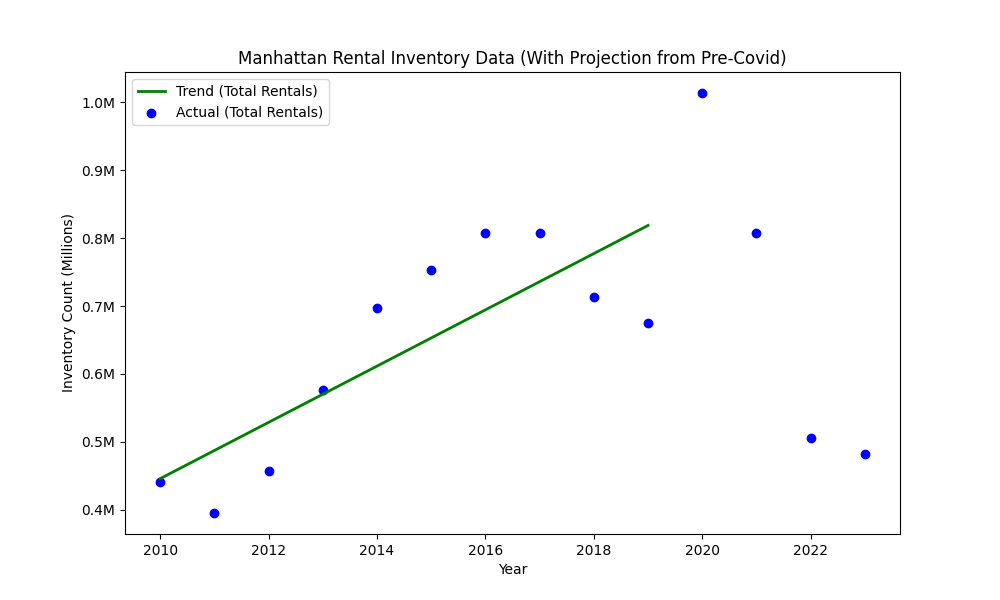 Manhattan Rental Inventory Data (With Projection from Pre-Covid)
Trend (Total Rentals)
Actual (Total Rentals)
Inventory Count (Millions)
1.0M
0.9M
0.8M
0.7M
0.6M
0.5M
0.4M
2010 2012 2014 2016 2018 2020 2022
Year